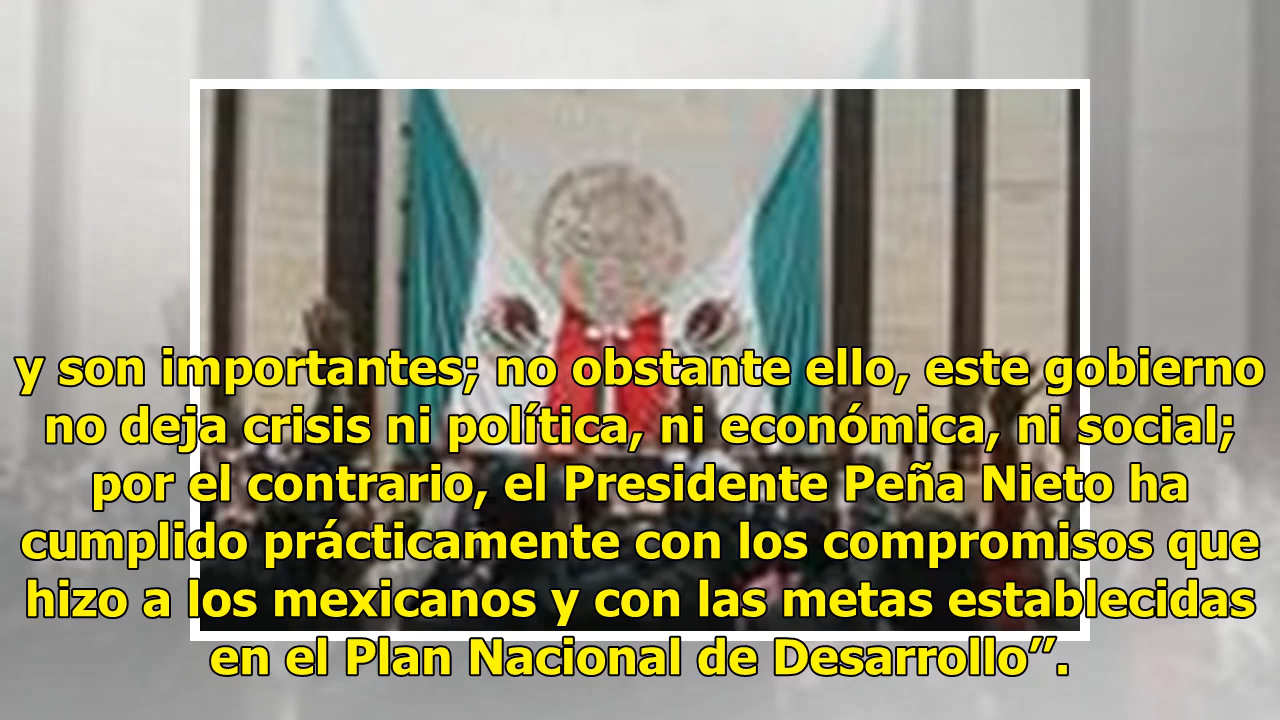 y son importantes; no obstante ello, este gobierno
no deja crisis ni política, ni económica, ni social;
por el contrario, el Presidente Peña Nieto ha
cumplido prácticamente con los compromisos que
hizo a los mexicanos y con las metas establecidas
en el Plan Nacional de Desarrollo”.